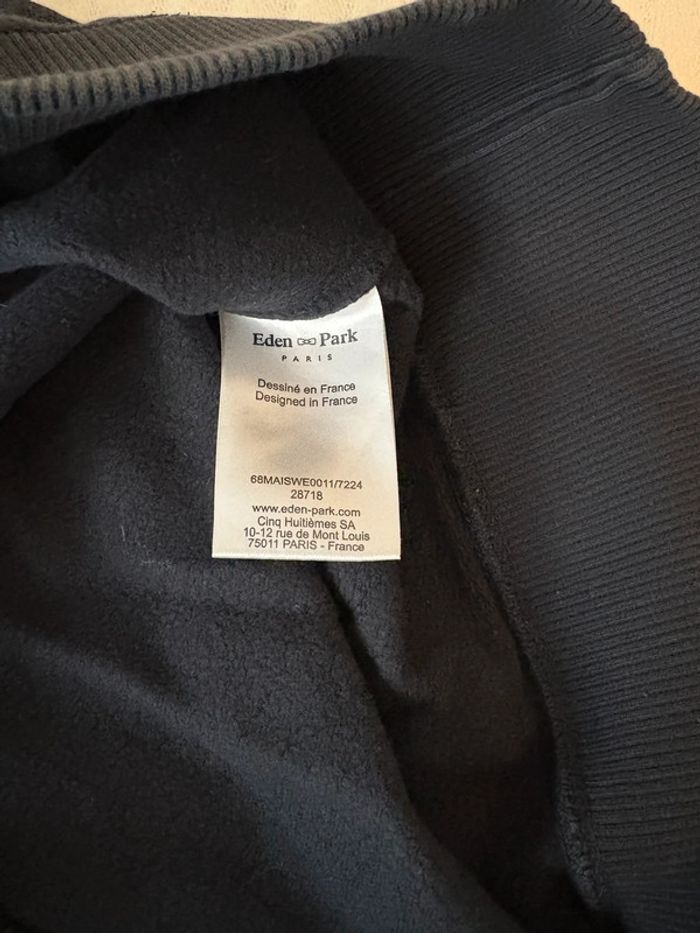 Eden Park
PARIS
Dessiné en France
Designed in France
68MAISWE0011/7224
28718
www.eden-park.com
Cinq Huitièmes SA
10-12 rue de Mont Louis
75011 PARIS - France